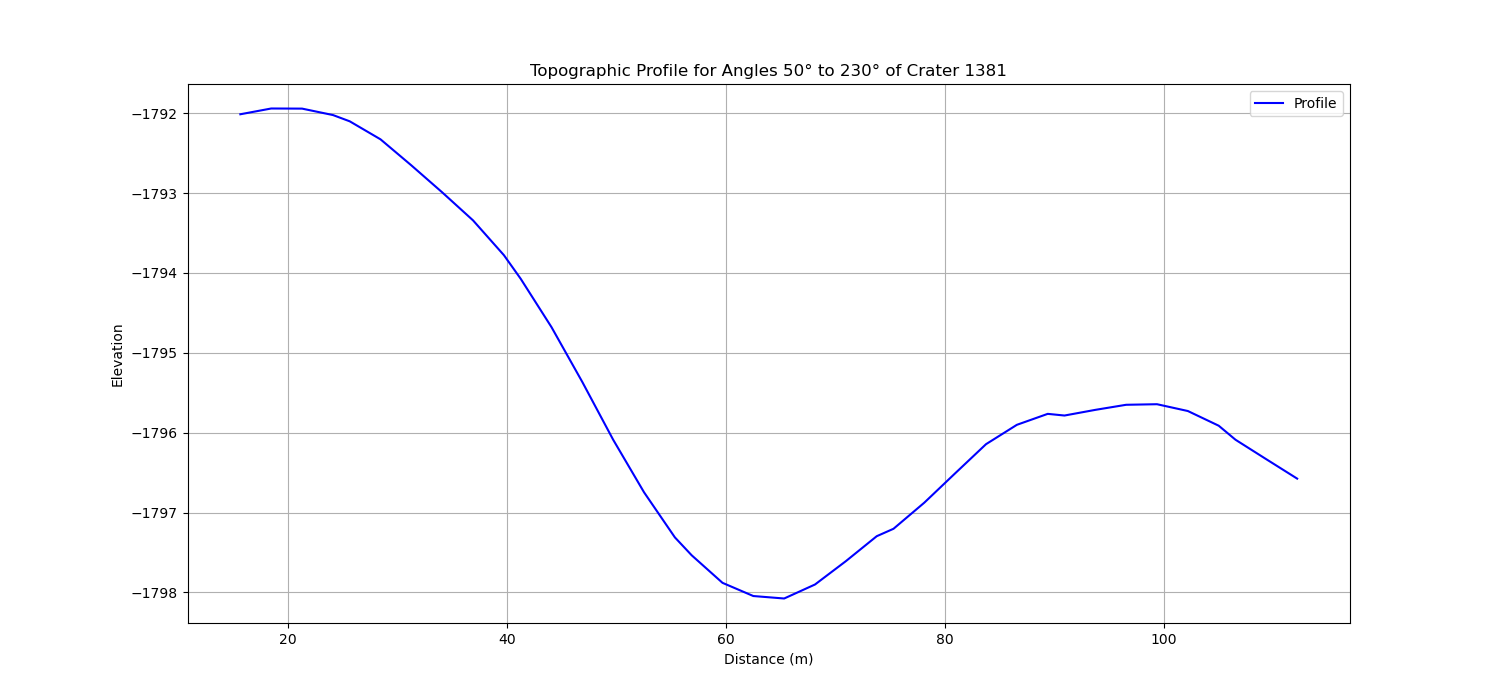 Topographic Profile for Angles 50° to 230° of Crater 1381
Profile
−1792
−1793
−1794
−1795
−1796
−1797
−1798
Elevation
20 40 60 80 100
Distance (m)